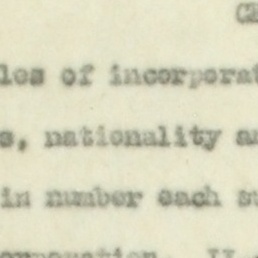 les of incorporat
s, nationality a
in number each s